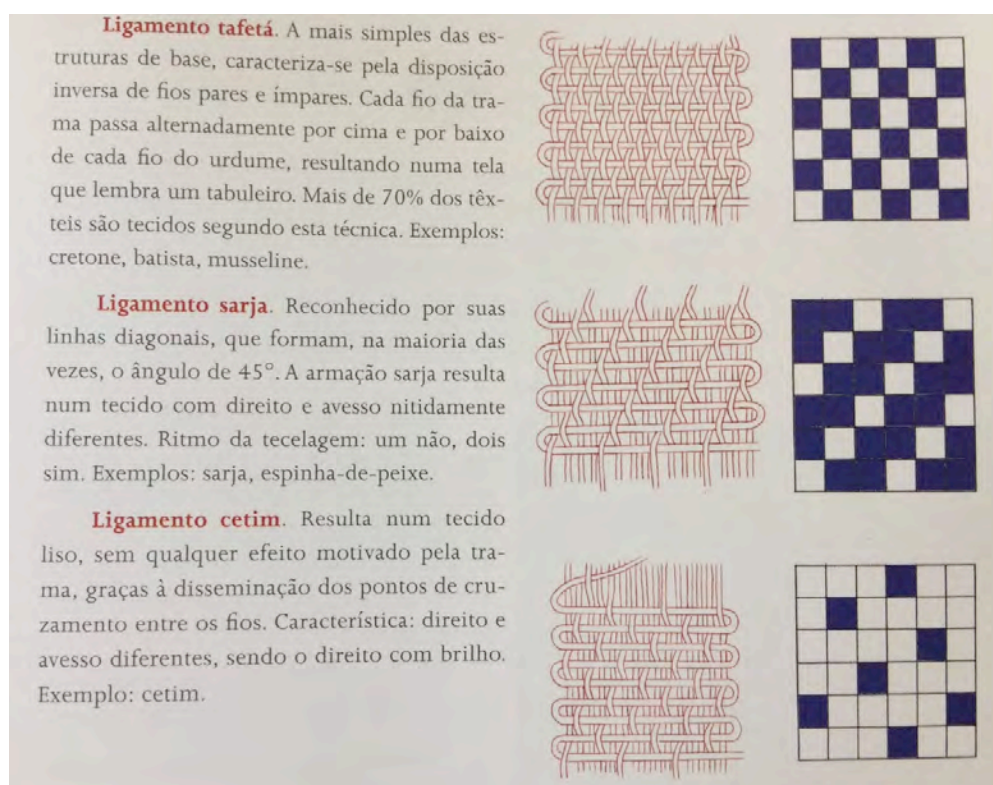 Ligamento tafetá. A mais simples das es-
truturas de base, caracteriza-se pela disposição
inversa de fios pares e ímpares. Cada fio da tra-
ma passa alternadamente por cima e por baixo
de cada fio do urdume, resultando numa tela
que lembra um tabuleiro. Mais de 70% dos têx-
teis são tecidos segundo esta técnica. Exemplos:
cretone, batista, musseline.
Ligamento sarja. Reconhecido por suas
linhas diagonais, que formam, na maioria das
vezes, o ângulo de 45°. A armação sarja resulta
num tecido com direito e avesso nitidamente
diferentes. Ritmo da tecelagem: um não, dois
sim. Exemplos: sarja, espinha-de-peixe.
Ligamento cetim. Resulta num tecido
liso, sem qualquer efeito motivado pela tra-
ma, graças à disseminação dos pontos de cru-
zamento entre os fios. Característica: direito e
avesso diferentes, sendo o direito com brilho.
Exemplo: cetim.